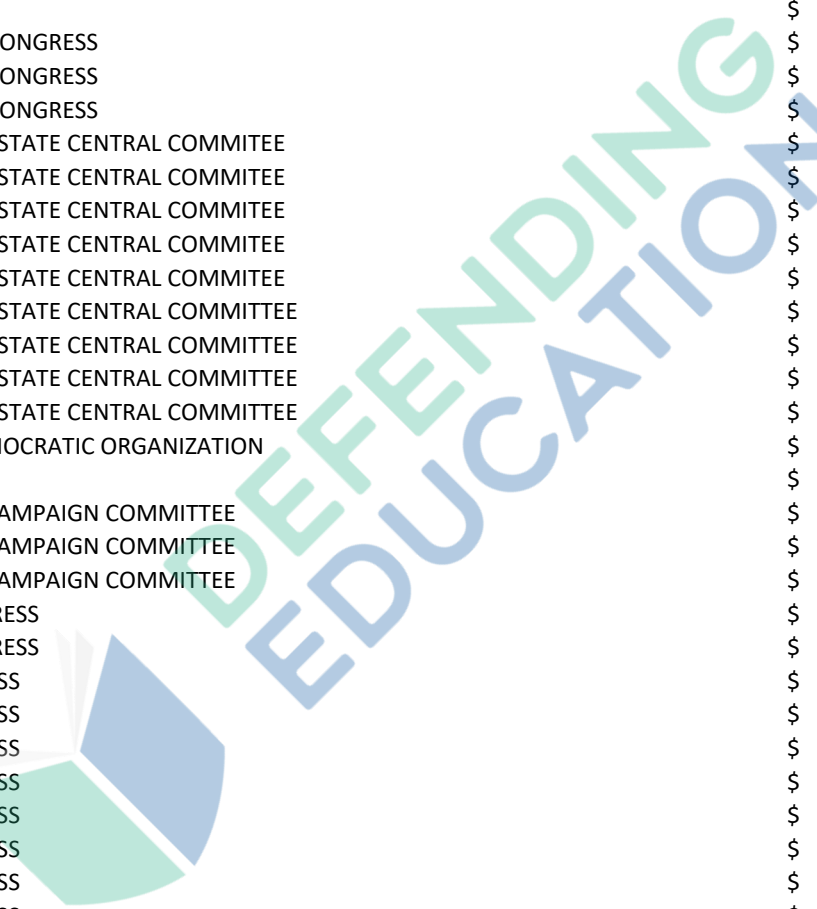 $
ONGRESS $
ONGRESS $
ONGRESS $
STATE CENTRAL COMMITEE $
STATE CENTRAL COMMITEE $
STATE CENTRAL COMMITEE $
STATE CENTRAL COMMITEE $
STATE CENTRAL COMMITEE $
STATE CENTRAL COMMITTEE $
STATE CENTRAL COMMITTEE $
STATE CENTRAL COMMITTEE $
STATE CENTRAL COMMITTEE $
MOCRATIC ORGANIZATION $
$
AMPAIGN COMMITTEE $
AMPAIGN COMMITTEE $
AMPAIGN COMMITTEE $
RESS $
RESS $
SS $
SS $
SS $
SS $
SS $
SS $
SS $
DEFENDING
EDUCATION